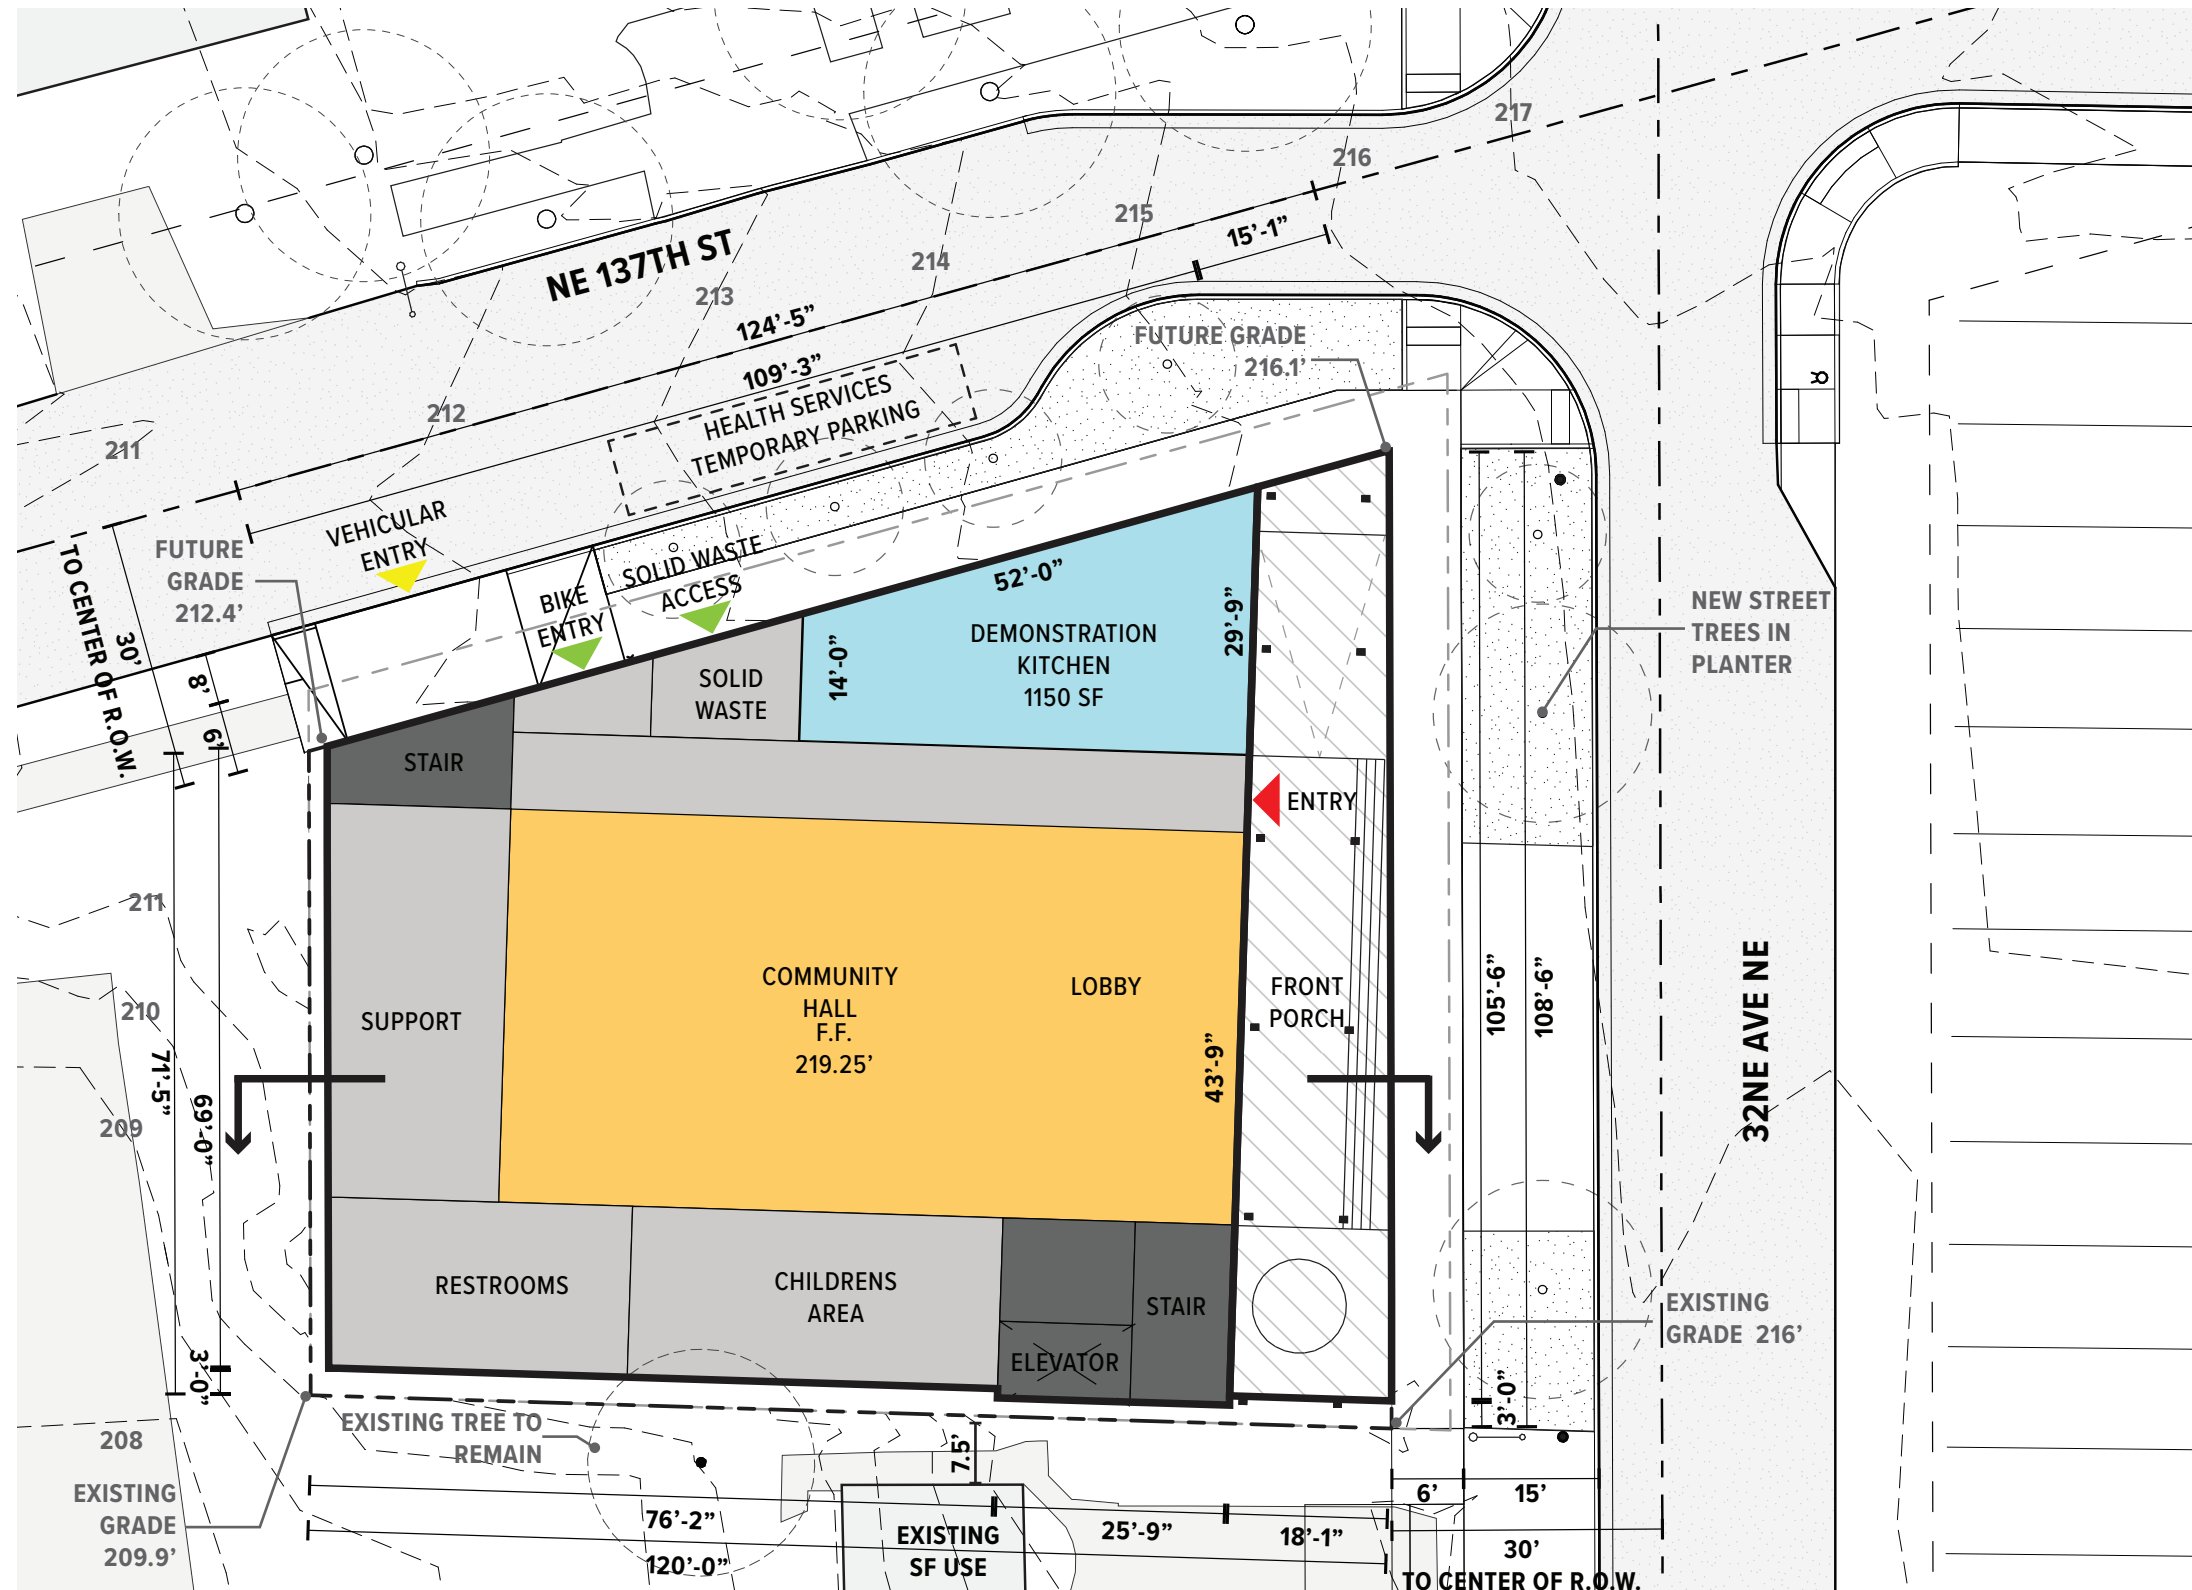 217
216
215
15’-1”
NE 137TH ST
214
213
124’-5”
FUTURE GRADE
216.1’
109’-3”
HEALTH SERVICES
TEMPORARY PARKING
212
211
VEHICULAR
ENTRY
FUTURE
GRADE
212.4’
TO CENTER OF R.O.W.
30’
8’
6’
BIKE
ENTRY
SOLID WASTE
ACCESS
52’-0”
29’-9”
14’-0”
DEMONSTRATION
KITCHEN
1150 SF
SOLID
WASTE
STAIR
NEW STREET
TREES IN
PLANTER
ENTRY
211
210
209
71’-5”
69’-0”
SUPPORT
COMMUNITY
HALL
F.F.
219.25’
LOBBY
FRONT
PORCH
43’-9”
105’-6”
108’-6”
32NE AVE NE
RESTROOMS
CHILDRENS
AREA
STAIR
ELEVATOR
EXISTING
GRADE 216’
3’-0”
3’-0”
208
EXISTING TREE TO
REMAIN
7.5’
EXISTING
GRADE
209.9’
76’-2”
120’-0”
EXISTING
SF USE
25’-9”
18’-1”
6’
15’
30’
TO CENTER OF R.O.W.